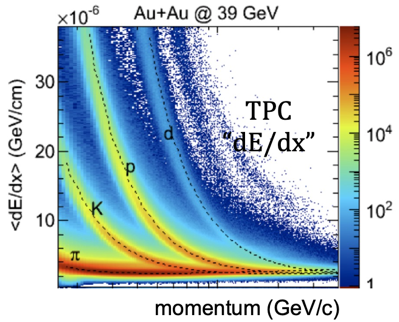 ×10⁻⁶
Au+Au @ 39 GeV
<dE/dx> (GeV/cm)
30
20
10
TPC
“dE/dx”
d
p
K
π
momentum (GeV/c)
10⁶
10⁴
10²
1